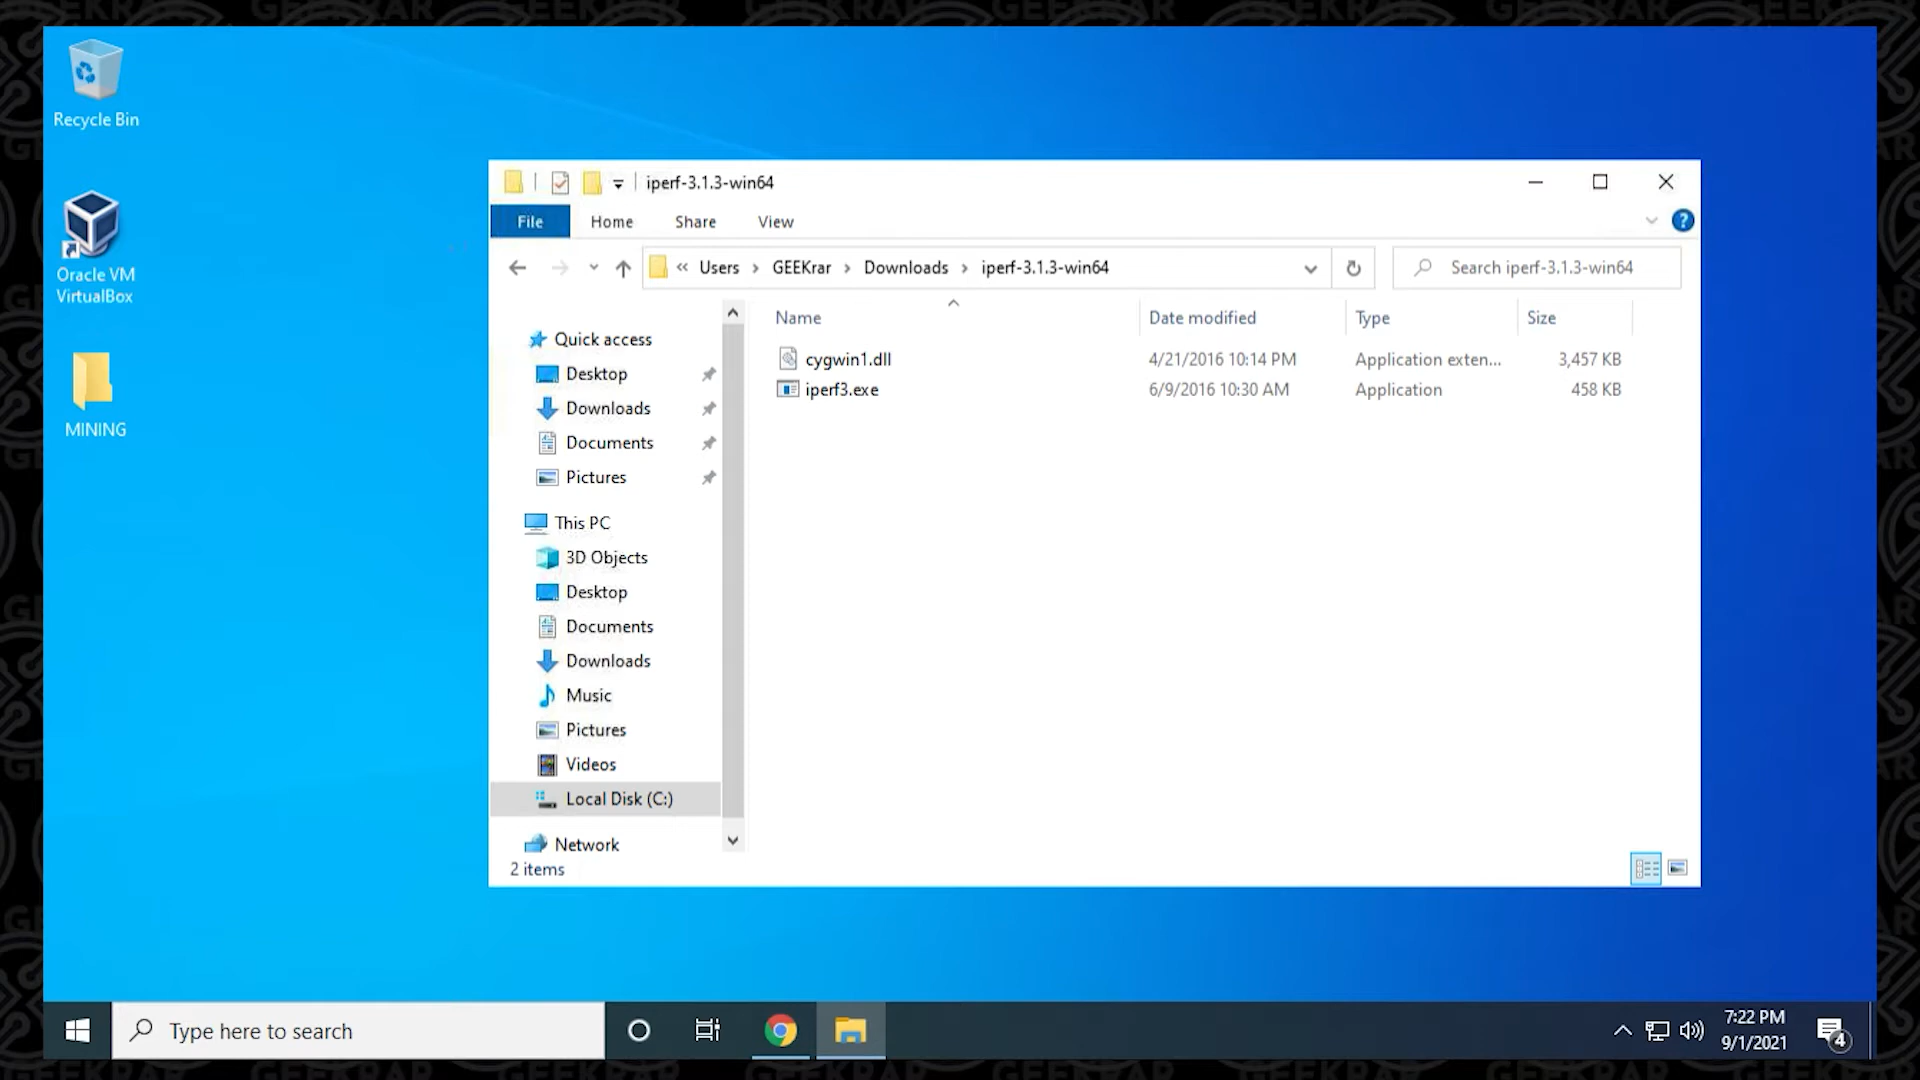 Recycle Bin
Oracle VM
VirtualBox
MINING
iperf-3.1.3-win64
File Home Share View
?
« Users > GEEKrar > Downloads > iperf-3.1.3-win64
Search iperf-3.1.3-win64
Quick access
Desktop
Downloads
Documents
Pictures
This PC
3D Objects
Desktop
Documents
Downloads
Music
Pictures
Videos
Local Disk (C:)
Network
Name Date modified Type Size
cygwin1.dll 4/21/2016 10:14 PM Application exten... 3,457 KB
iperf3.exe 6/9/2016 10:30 AM Application 458 KB
2 items
Type here to search
7:22 PM
9/1/2021
4
GEEKRAR